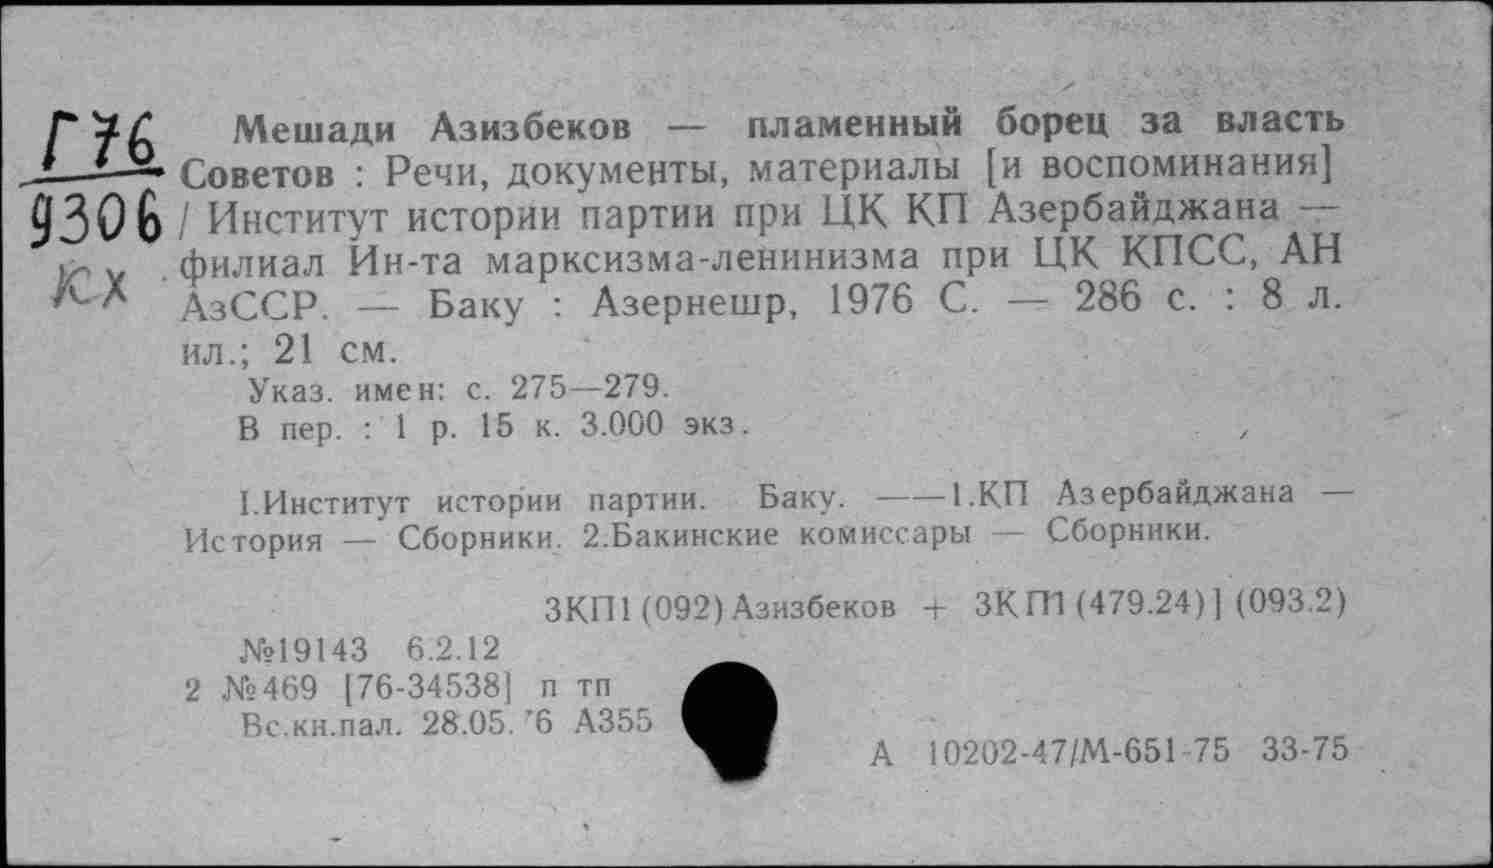 Г76
9306
кх
Мешади Азизбеков — пламенный борец за власть
Советов : Речи, документы, материалы [и воспоминания]
/ Институт истории партии при ЦК КП Азербайджана —
филиал Ин-та марксизма-ленинизма при ЦК КПСС, АН
АзССР. — Баку : Азернешр, 1976 С. — 286 с. : 8 л.
ил.; 21 см.
Указ. имен: с. 275—279.
В пер. : 1 р. 15 к. 3.000 экз.
I.Институт истории партии. Баку. ——1.КП Азербайджана —
История — Сборники. 2.Бакинские комиссары — Сборники.
3КП1(092)Азизбеков + 3КП1(479.24)](093.2)
№19143 6.2.12
2 №469 [76-34538] п тп
Вс.кн.пал. 28.05.'6 А355
А 10202-47/М-651-75 33-75